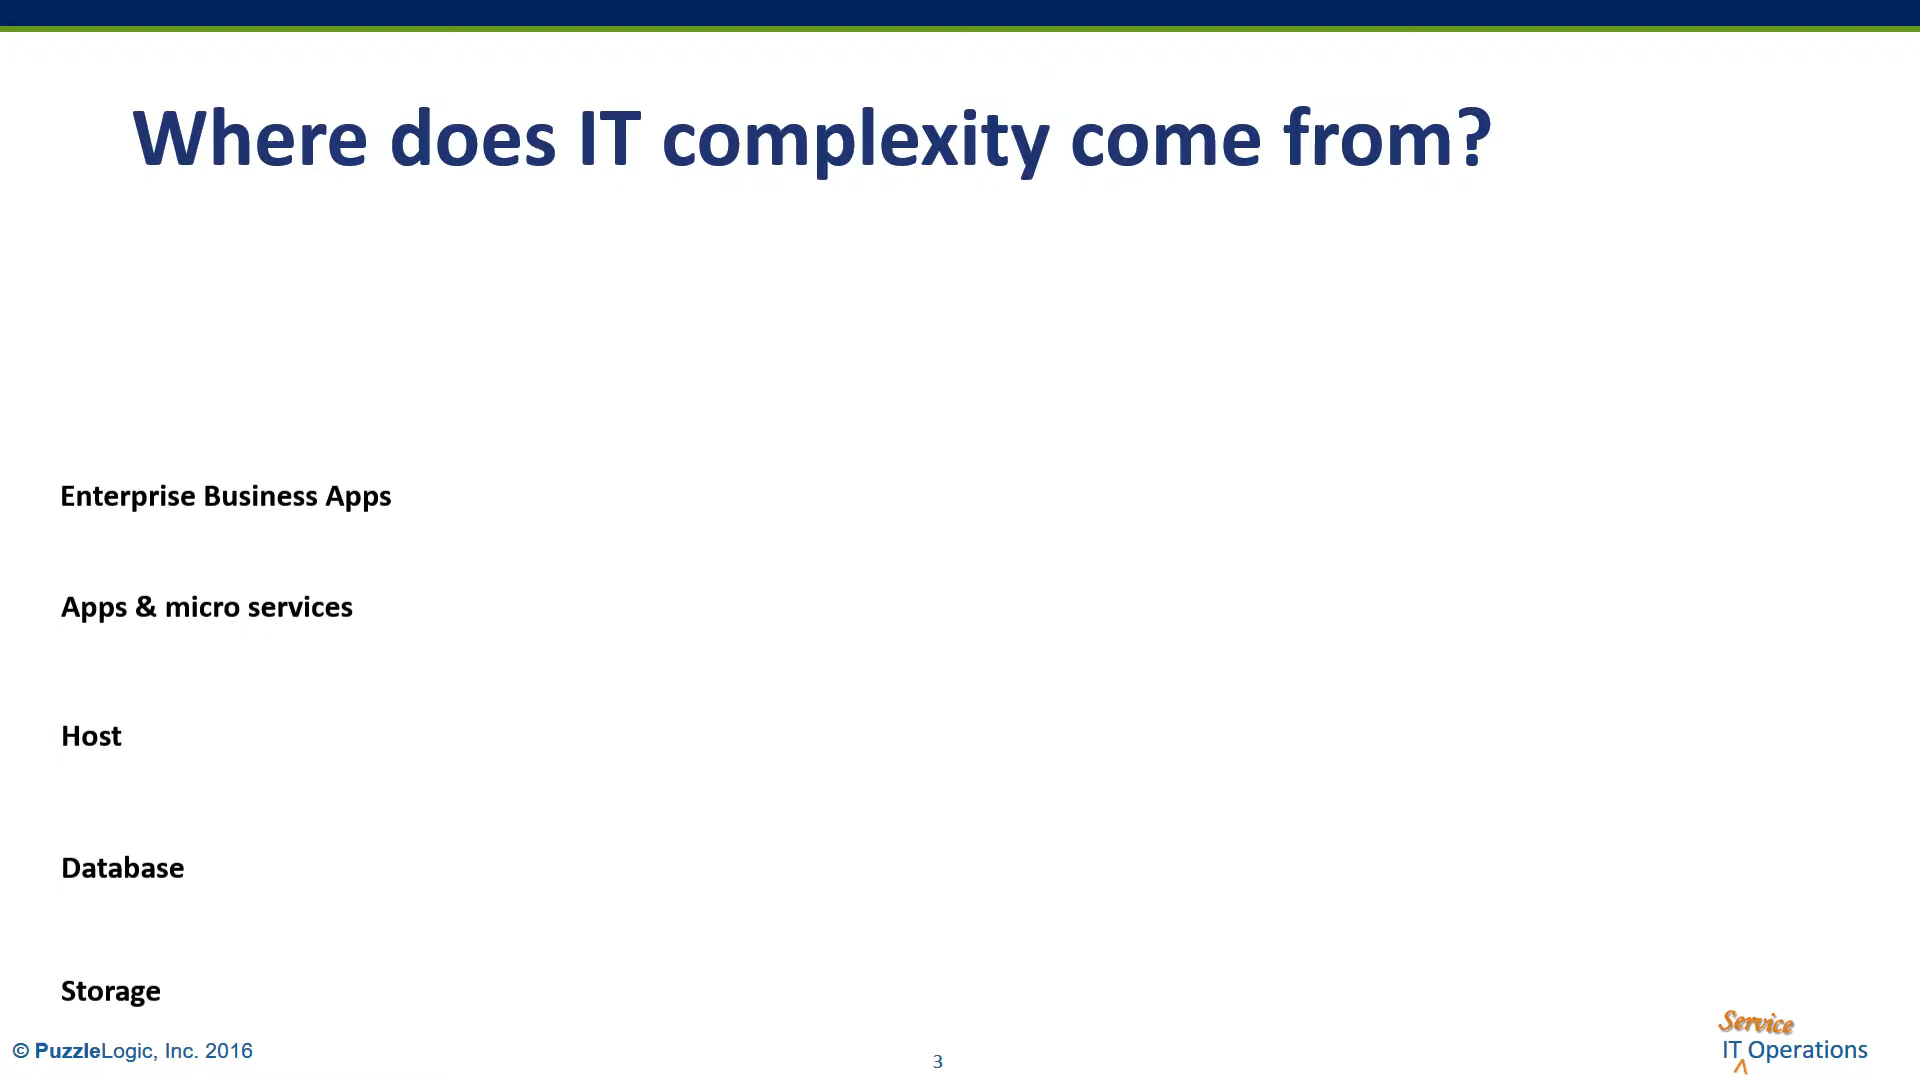 Where does IT complexity come from?
Enterprise Business Apps
Apps & micro services
Host
Database
Storage
© PuzzleLogic, Inc. 2016
3
Service
IT Operations